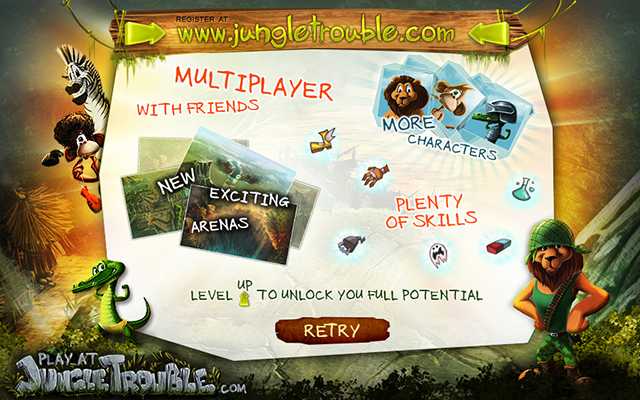 REGISTER AT
www.jungletrouble.com
MULTIPLAYER
WITH FRIENDS
MORE
CHARACTERS
NEW
EXCITING
ARENAS
PLENTY
OF SKILLS
LEVEL UP TO UNLOCK YOU FULL POTENTIAL
RETRY
PLAY AT
JUNGLETROUBLE.COM